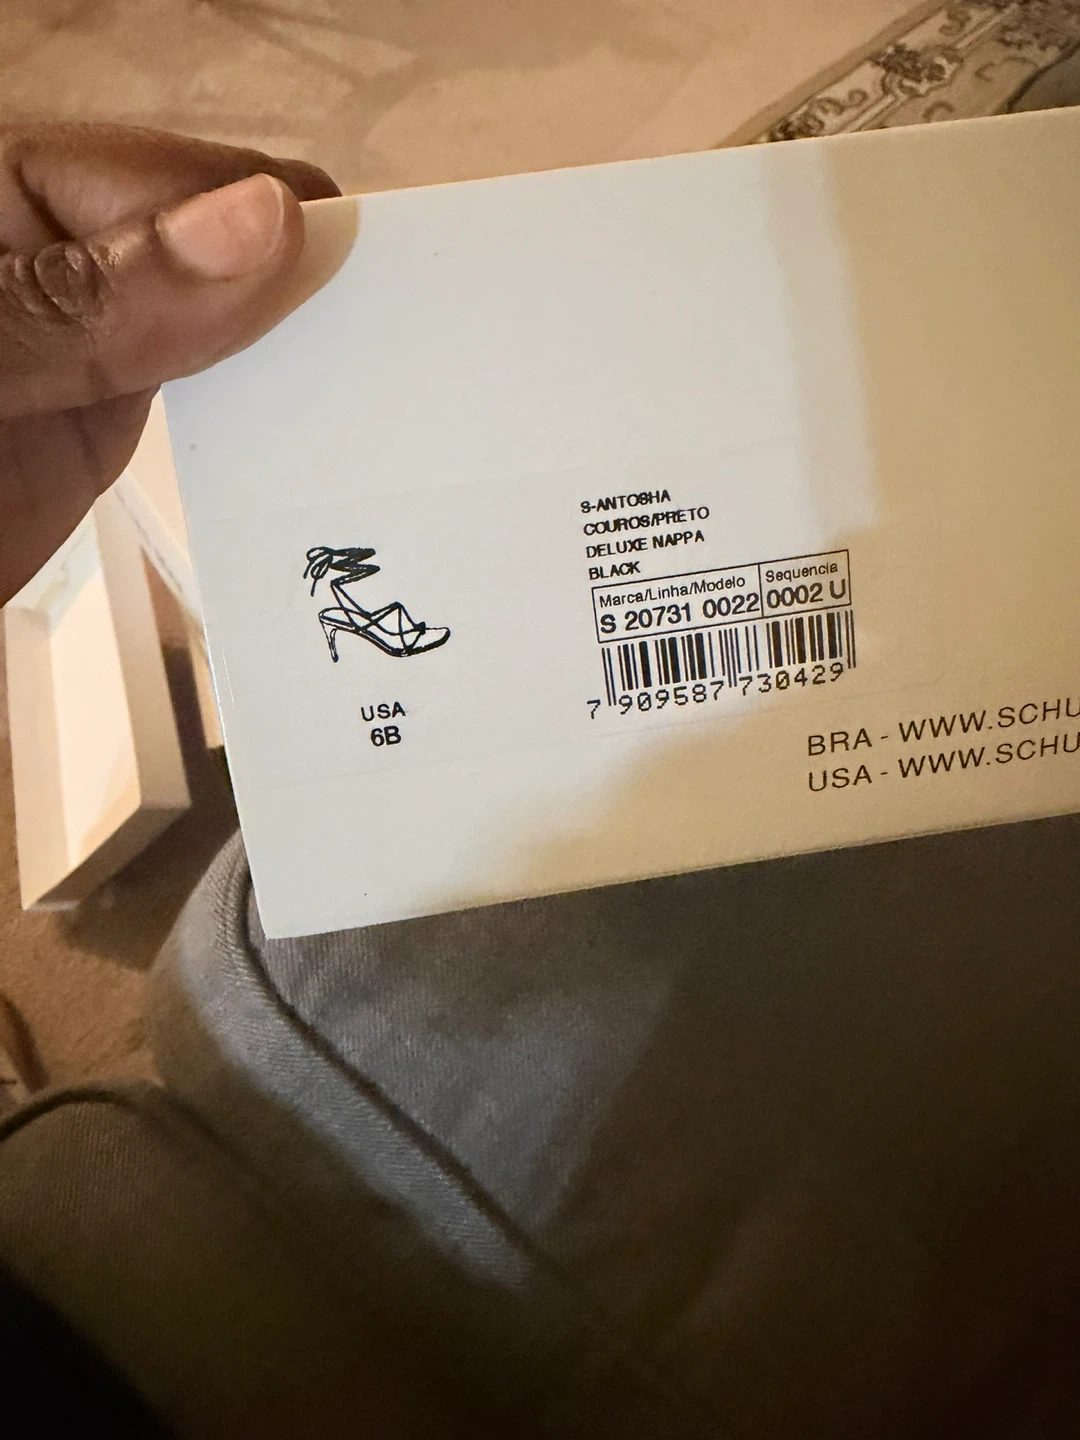 S-ANTOSHA
COUROS/PRETO
DELUXE NAPPA
BLACK
Marca/Linha/Modelo Sequencia
S 20731 0022 0002 U
7 909587 730429
USA
6B
BRA - WWW.SCHU
USA - WWW.SCHU